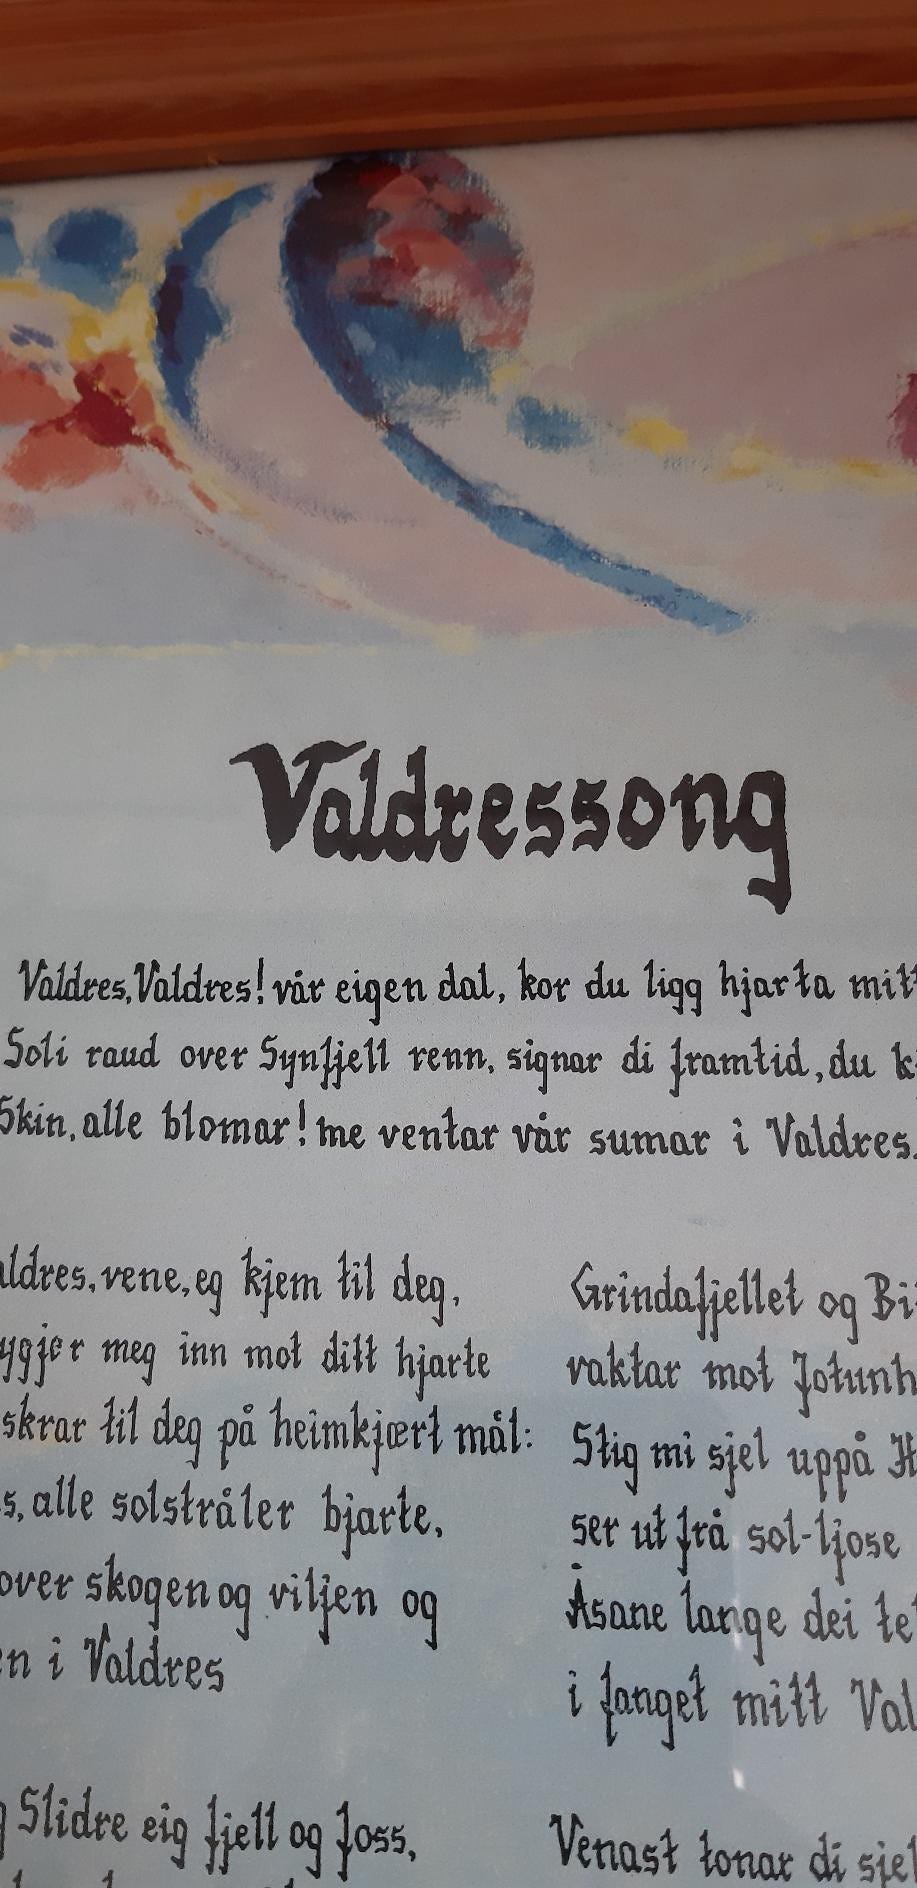 Valdressong
Valdres, Valdres! vår eigen dal, kor du ligg hjarta mitt
Soli raud over Synfjell renn, signar di framtid, du
Skin, alle blomar! me ventar vår sumar i Valdres.
vene, eg kjem til deg,
meg inn mot ditt hjarte
til deg på heimkjært mål:
alle solstråler bjarte,
over skogen og viljen og
i Valdres
Slidre eig fjell og foss,
Grindafjellet og
vaktar mot
Stig mi sjel uppå
ser ut frå sol-ljose
Åsane lange dei
i fanget mitt
Venast tonar di